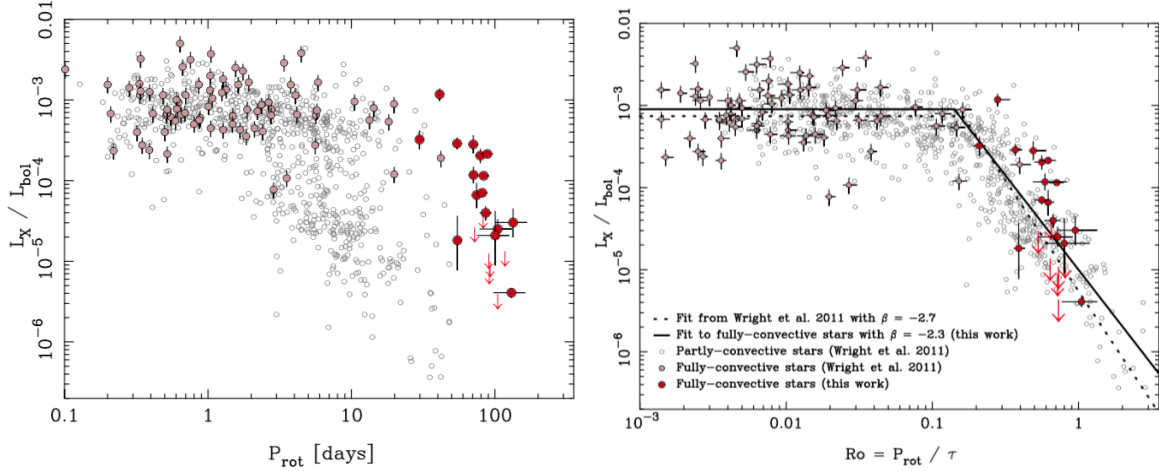 0.01
10⁻³
10⁻⁴
10⁻⁵
10⁻⁶
L_X / L_bol
0.1 1 10 100
P_rot [days]
0.01
10⁻³
10⁻⁴
10⁻⁵
10⁻⁶
L_X / L_bol
Fit from Wright et al. 2011 with β = −2.7
Fit to fully−convective stars with β = −2.3 (this work)
Partly−convective stars (Wright et al. 2011)
Fully−convective stars (Wright et al. 2011)
Fully−convective stars (this work)
10⁻³ 0.01 0.1 1
Ro = P_rot / τ